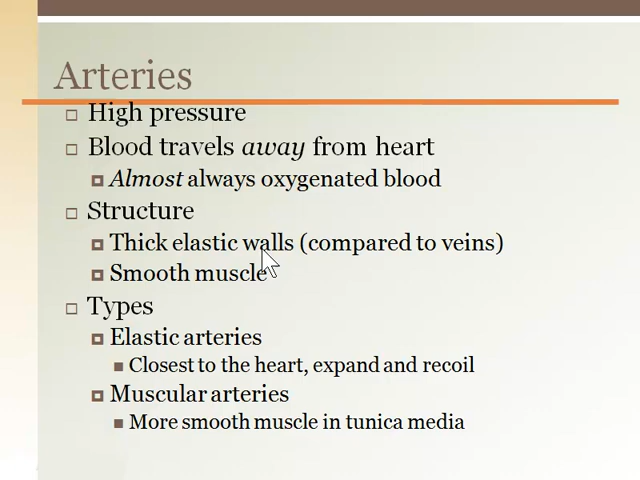 Arteries
High pressure
Blood travels away from heart
Almost always oxygenated blood
Structure
Thick elastic walls (compared to veins)
Smooth muscle
Types
Elastic arteries
Closest to the heart, expand and recoil
Muscular arteries
More smooth muscle in tunica media